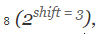 8 (2^shift = 3),